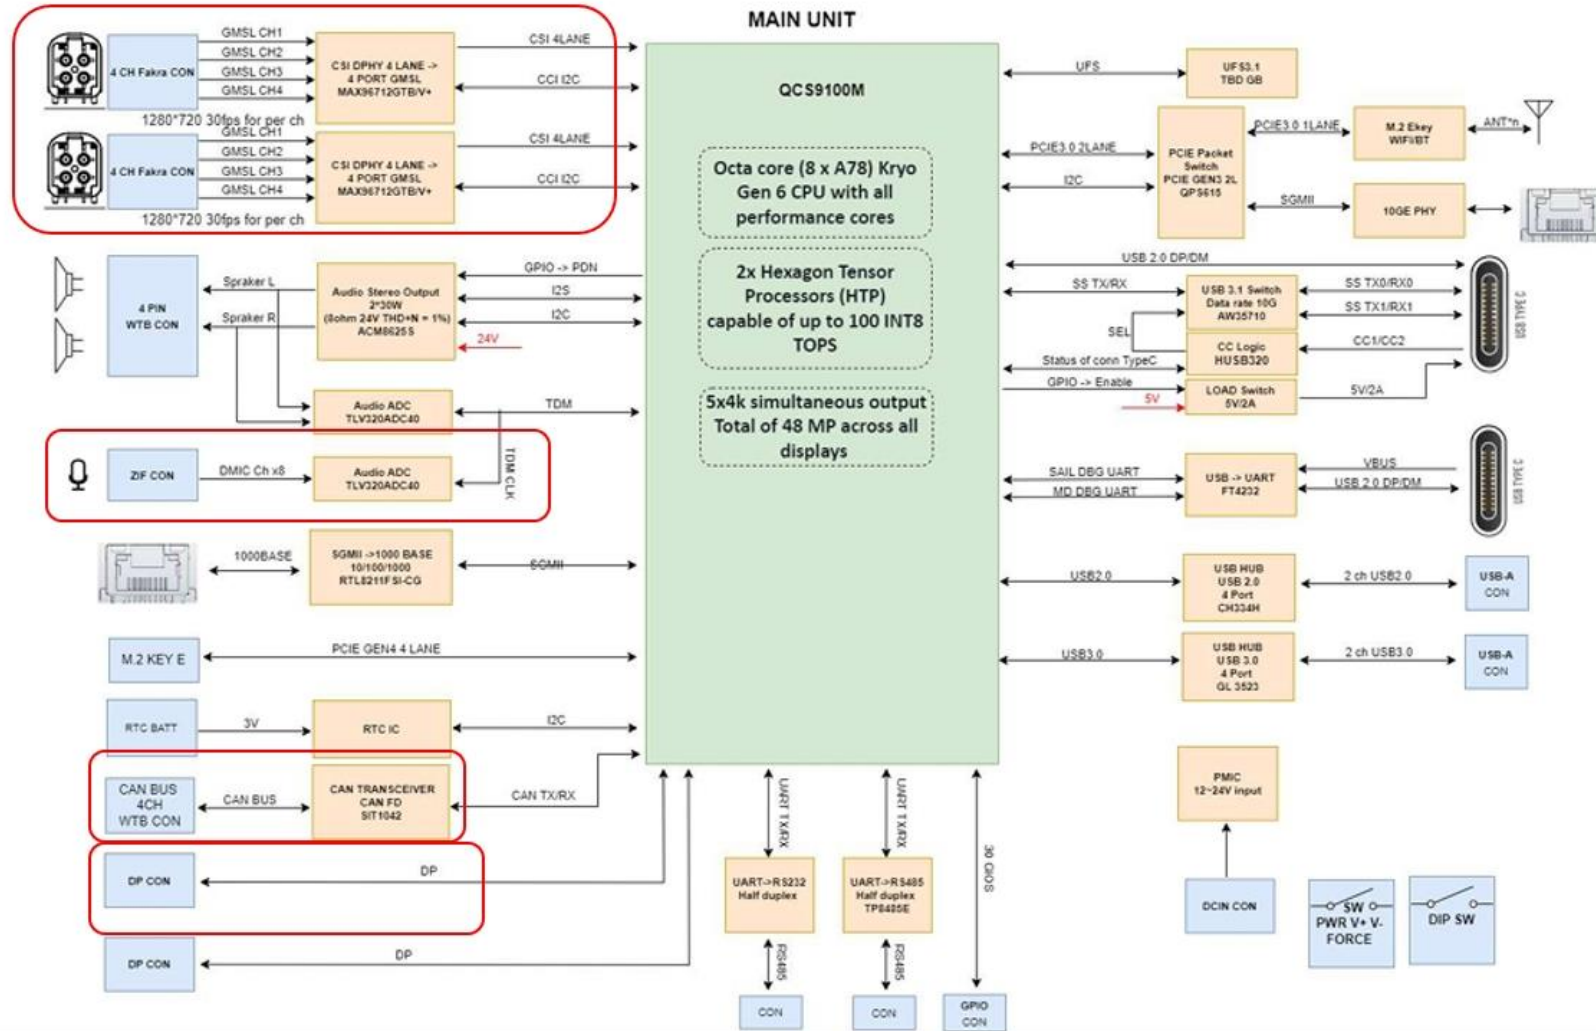 MAIN UNIT
4 CH Fakra CON
GMSL CH1
GMSL CH2
GMSL CH3
GMSL CH4
CSI DPHY 4 LANE ->
4 PORT GMSL
MAX96712GTB/V+
CSI 4LANE
CCI I2C
1280*720 30fps for per ch
4 CH Fakra CON
GMSL CH1
GMSL CH2
GMSL CH3
GMSL CH4
CSI DPHY 4 LANE ->
4 PORT GMSL
MAX96712GTB/V+
CSI 4LANE
CCI I2C
1280*720 30fps for per ch
4 PIN
WTB CON
Spraker L
Spraker R
Audio Stereo Output
2*30W
(8ohm 24V THD+N = 1%)
ACM8625S
GPIO -> PDN
I2S
I2C
24V
Audio ADC
TLV320ADC40
TDM
TDM CLK
ZIF CON
DMIC Ch x8
Audio ADC
TLV320ADC40
1000BASE
SGMII ->1000 BASE
10/100/1000
RTL8211FSI-CG
SGMII
M.2 KEY E
PCIE GEN4 4 LANE
RTC BATT
3V
RTC IC
I2C
CAN BUS
4CH
WTB CON
CAN BUS
CAN TRANSCEIVER
CAN FD
SIT1042
CAN TX/RX
DP CON
DP
DP CON
DP
QCS9100M
Octa core (8 x A78) Kryo
Gen 6 CPU with all
performance cores
2x Hexagon Tensor
Processors (HTP)
capable of up to 100 INT8
TOPS
5x4k simultaneous output
Total of 48 MP across all
displays
UART TX/RX
UART->RS232
Half duplex
RS485
CON
UART TX/RX
UART->RS485
Half duplex
TP8485E
RS485
CON
30 GIOS
GPIO
CON
UFS
UFS3.1
TBD GB
PCIE3.0 2LANE
I2C
PCIE Packet
Switch
PCIE GEN3 2L
QPS615
PCIE3.0 1LANE
M.2 Ekey
WIFI/BT
ANT*n
SGMII
10GE PHY
USB 2.0 DP/DM
SS TX/RX
USB 3.1 Switch
Data rate 10G
AW35710
SS TX0/RX0
SS TX1/RX1
SEL
CC Logic
HUSB320
CC1/CC2
Status of conn TypeC
GPIO -> Enable
5V
LOAD Switch
5V/2A
5V/2A
USB TYPE C
SAIL DBG UART
MD DBG UART
USB -> UART
FT4232
VBUS
USB 2.0 DP/DM
USB TYPE C
USB2.0
USB HUB
USB 2.0
4 Port
CH334H
2 ch USB2.0
USB-A
CON
USB3.0
USB HUB
USB 3.0
4 Port
GL 3523
2 ch USB3.0
USB-A
CON
PMIC
12~24V input
DCIN CON
SW
PWR V+ V-
FORCE
DIP SW